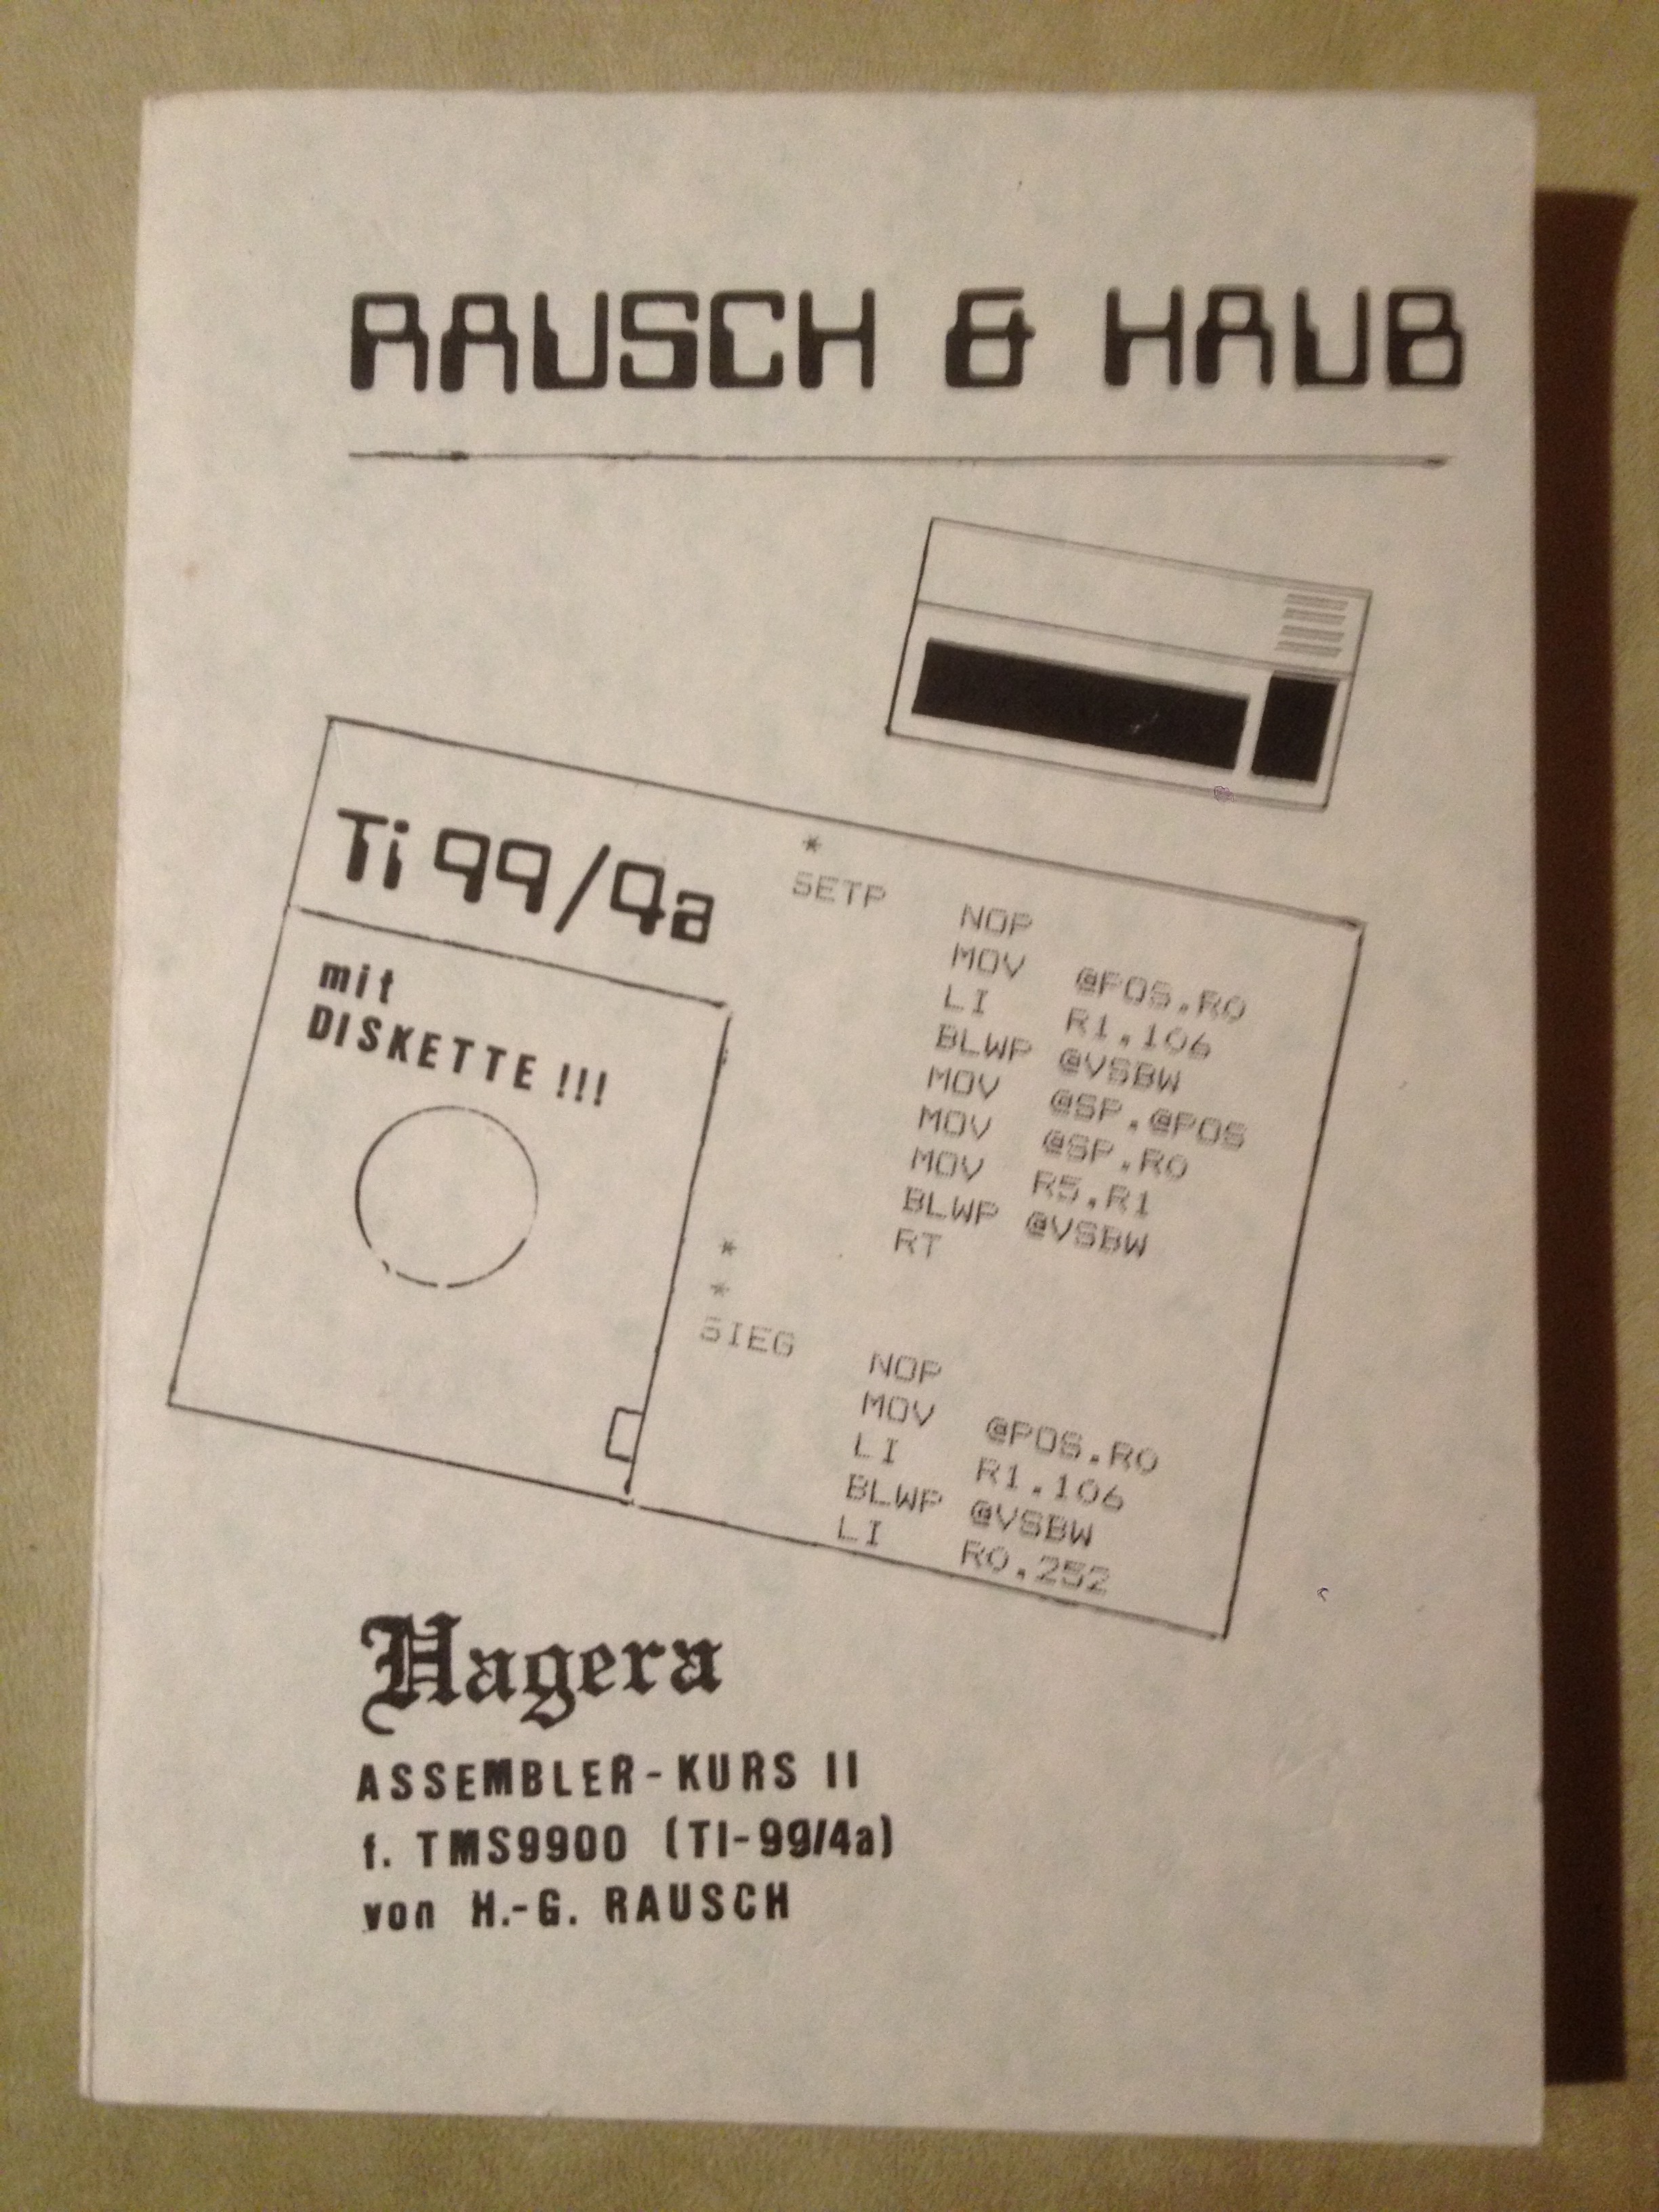 RAUSCH & HAUB
Ti 99/4a
mit
DISKETTE !!!
*
SETP NOP
MOV @POS.R0
LI R1.106
BLWP @VSBW
MOV @SP.@POS
MOV @SP.R0
MOV R5.R1
BLWP @VSBW
RT
*
*
SIEG NOP
MOV @POS.R0
LI R1.106
BLWP @VSBW
LI R0.252
Hagera
ASSEMBLER-KURS II
f. TMS9900 (TI-99/4a)
von H.-G. RAUSCH